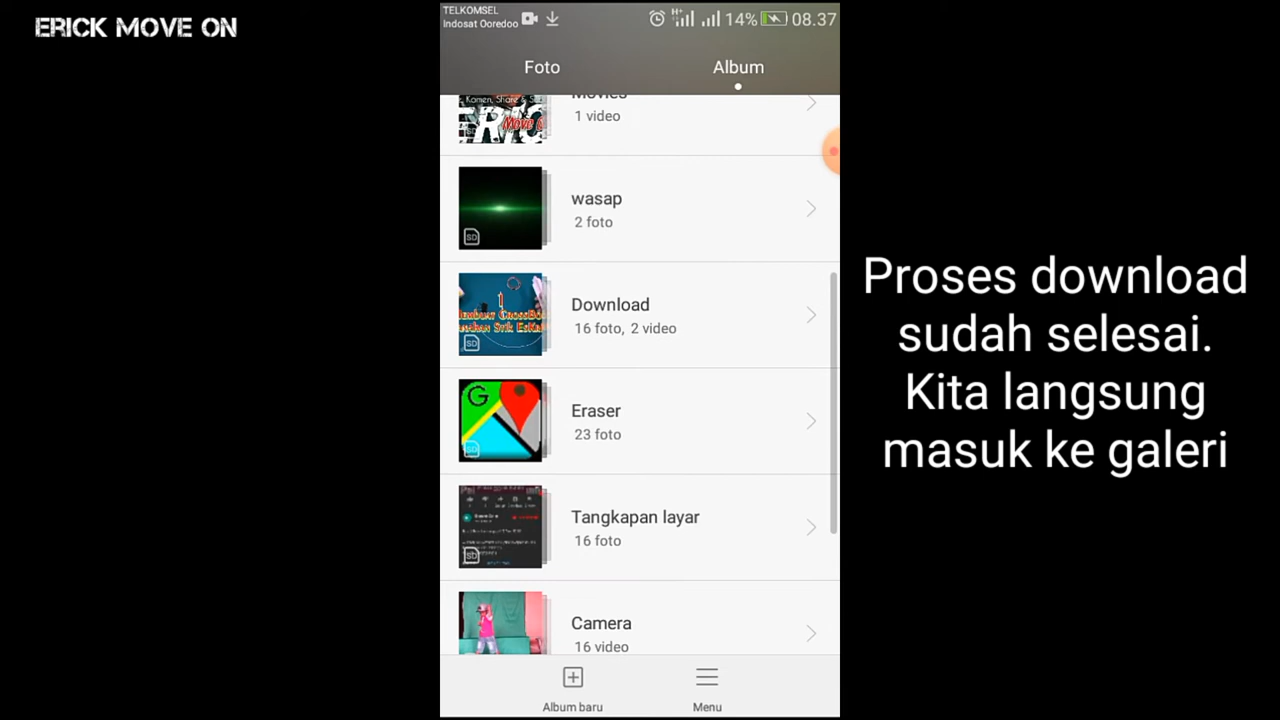 ERICK MOVE ON
TELKOMSEL
Indosat Ooredoo
H+
14%
08.37
Foto
Album
Movies
1 video
wasap
2 foto
Download
16 foto, 2 video
Eraser
23 foto
Tangkapan layar
16 foto
Camera
16 video
Album baru
Menu
Proses download
sudah selesai.
Kita langsung
masuk ke galeri